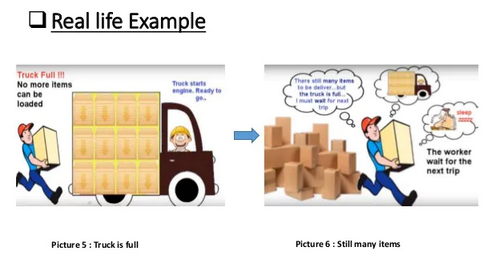 Real life Example
Truck Full !!!
No more items
can be
loaded
Truck starts
engine. Ready to
go..
There still many items
to be deliver...but
the truck is full...
I must wait for next
trip
sleep
The worker
wait for the
next trip
Picture 5 : Truck is full
Picture 6 : Still many items